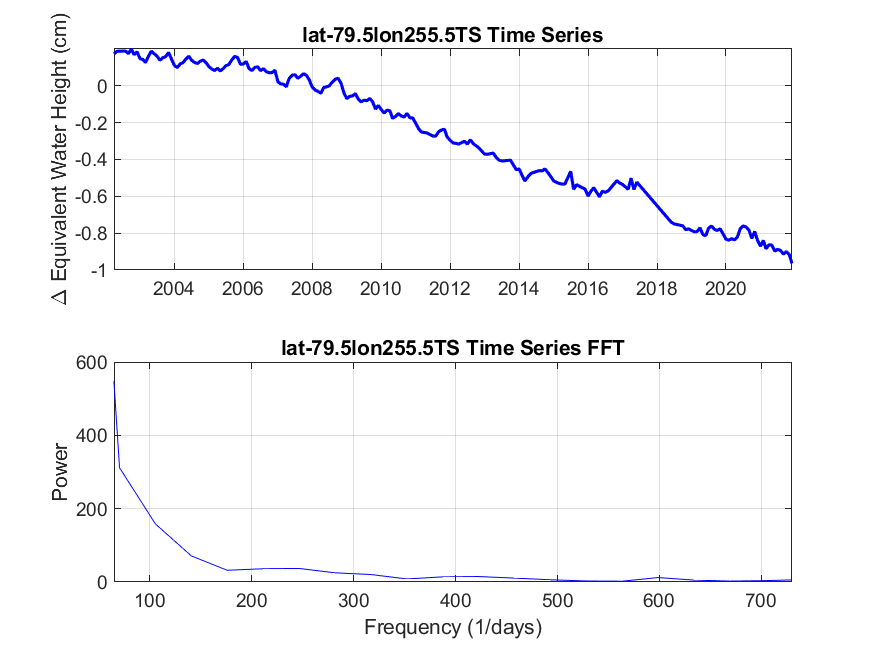 lat-79.5lon255.5TS Time Series
Δ Equivalent Water Height (cm)
0
-0.2
-0.4
-0.6
-0.8
-1
2004 2006 2008 2010 2012 2014 2016 2018 2020
lat-79.5lon255.5TS Time Series FFT
Power
600
400
200
0
100 200 300 400 500 600 700
Frequency (1/days)